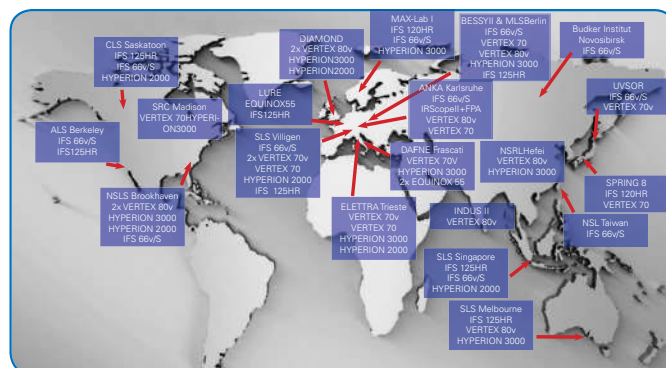 CLS Saskatoon
IFS 125HR
IFS 66v/S
HYPERION 2000
SRC Madison
VERTEX 70HYPERI-
ON3000
ALS Berkeley
IFS 66v/S
IFS125HR
NSLS Brookhaven
2x VERTEX 80v
HYPERION 3000
HYPERION 2000
IFS 66v/S
LURE
EQUINOX55
IFS125HR
DIAMOND
2x VERTEX 80v
HYPERION3000
HYPERION2000
MAX-Lab I
IFS 120HR
IFS 66v/S
HYPERION 3000
BESSYII & MLSBerlin
IFS 66v/S
VERTEX 70
VERTEX 80v
HYPERION 3000
IFS 125HR
Budker Institut
Novosibirsk
IFS 66v/S
ANKA Karlsruhe
IFS 66v/S
IRScopeII+FPA
VERTEX 80v
VERTEX 70
UVSOR
IFS 66v/S
VERTEX 70v
SLS Villigen
IFS 66v/S
2x VERTEX 70v
VERTEX 70
HYPERION 2000
IFS 125HR
DAFNE Frascati
VERTEX 70V
HYPERION 3000
2x EQUINOX 55
NSRLHefei
VERTEX 80v
HYPERION 3000
SPRING 8
IFS 120HR
VERTEX 70
ELETTRATrieste
VERTEX 70v
VERTEX 70
HYPERION 3000
HYPERION 2000
INDUS II
VERTEX 80v
NSL Taiwan
IFS 66v/S
SLS Singapore
IFS 125HR
IFS 66v/S
HYPERION 2000
SLS Melbourne
IFS 125HR
VERTEX 80v
HYPERION 3000